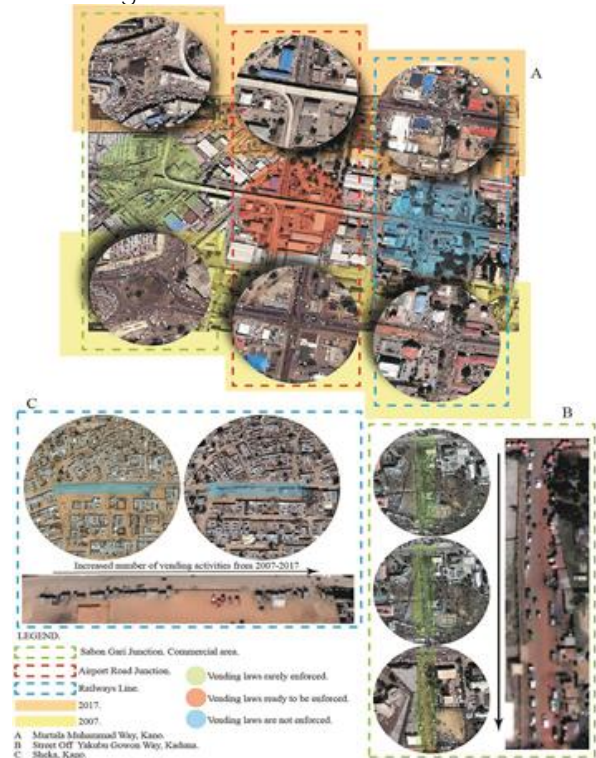 A
C
B
Increased number of vending activities from 2007-2017
LEGEND.
Sabon Gari Junction. Commercial area.
Airport Road Junction.
Railways Line.
2017.
2007.
Vending laws rarely enforced.
Vending laws ready to be enforced.
Vending laws are not enforced.
A Murtala Muhammad Way, Kano.
B Street Off Yakubu Gowon Way, Kaduna.
C Sheka, Kano.